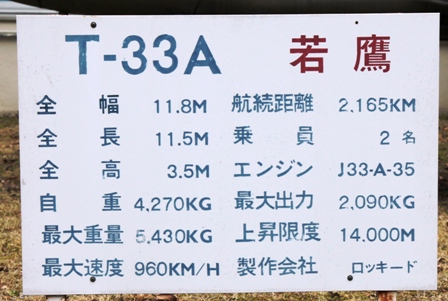 T-33A 若鷹
全幅 11.8M 航続距離 2,165KM
全長 11.5M 乗員 2名
全高 3.5M エンジン J33-A-35
自重 4,270KG 最大出力 2,090KG
最大重量 5,430KG 上昇限度 14.000M
最大速度 960KM/H 製作会社 ロッキード